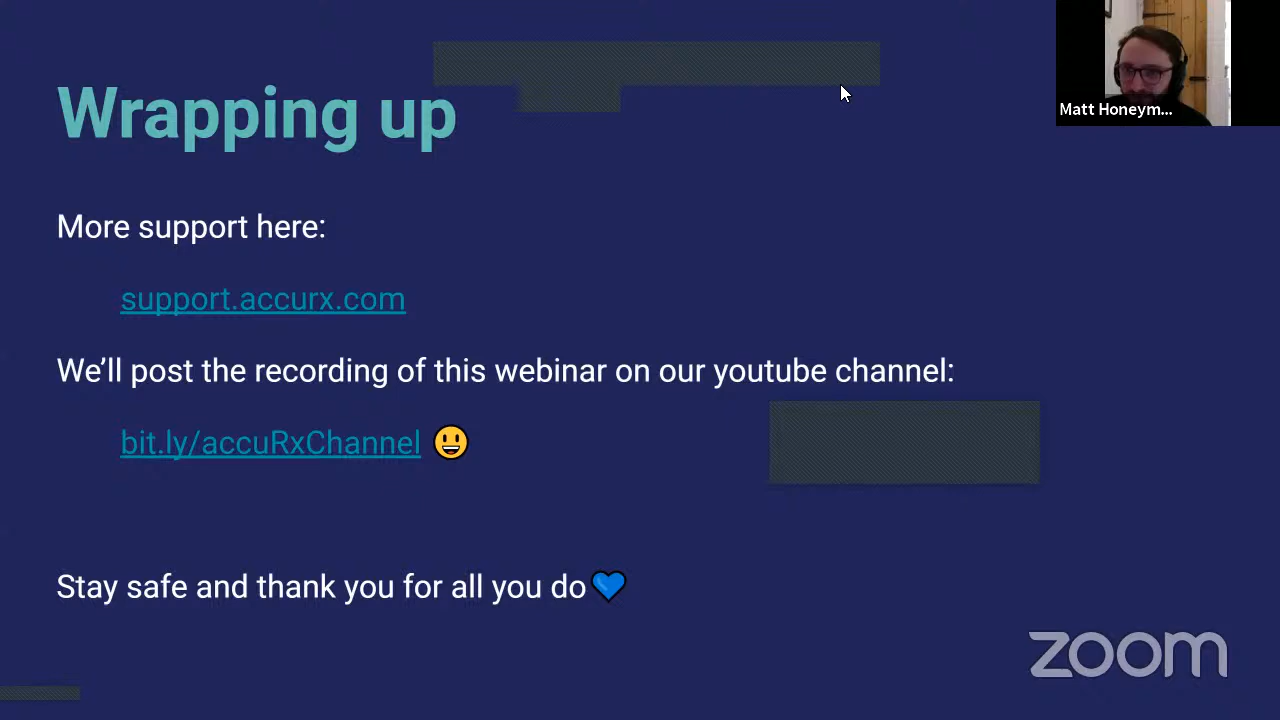 Wrapping up
Matt Honeym...
More support here:
support.accurx.com
We'll post the recording of this webinar on our youtube channel:
bit.ly/accuRxChannel 😃
Stay safe and thank you for all you do💙
zoom